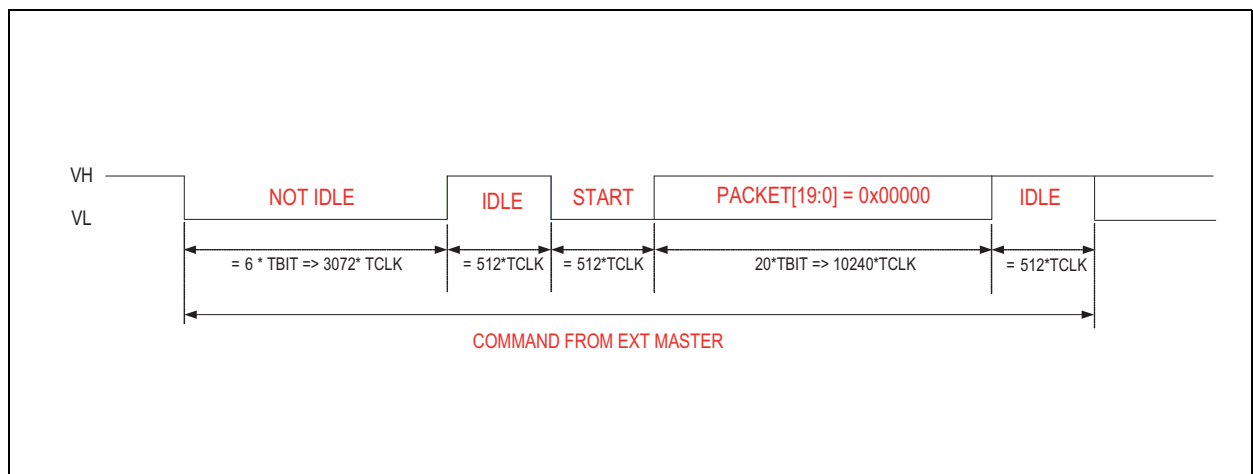 VH
NOT IDLE
IDLE
START
PACKET[19:0] = 0x00000
IDLE
VL
= 6 * TBIT => 3072* TCLK
= 512*TCLK
= 512*TCLK
20*TBIT => 10240*TCLK
= 512*TCLK
COMMAND FROM EXT MASTER